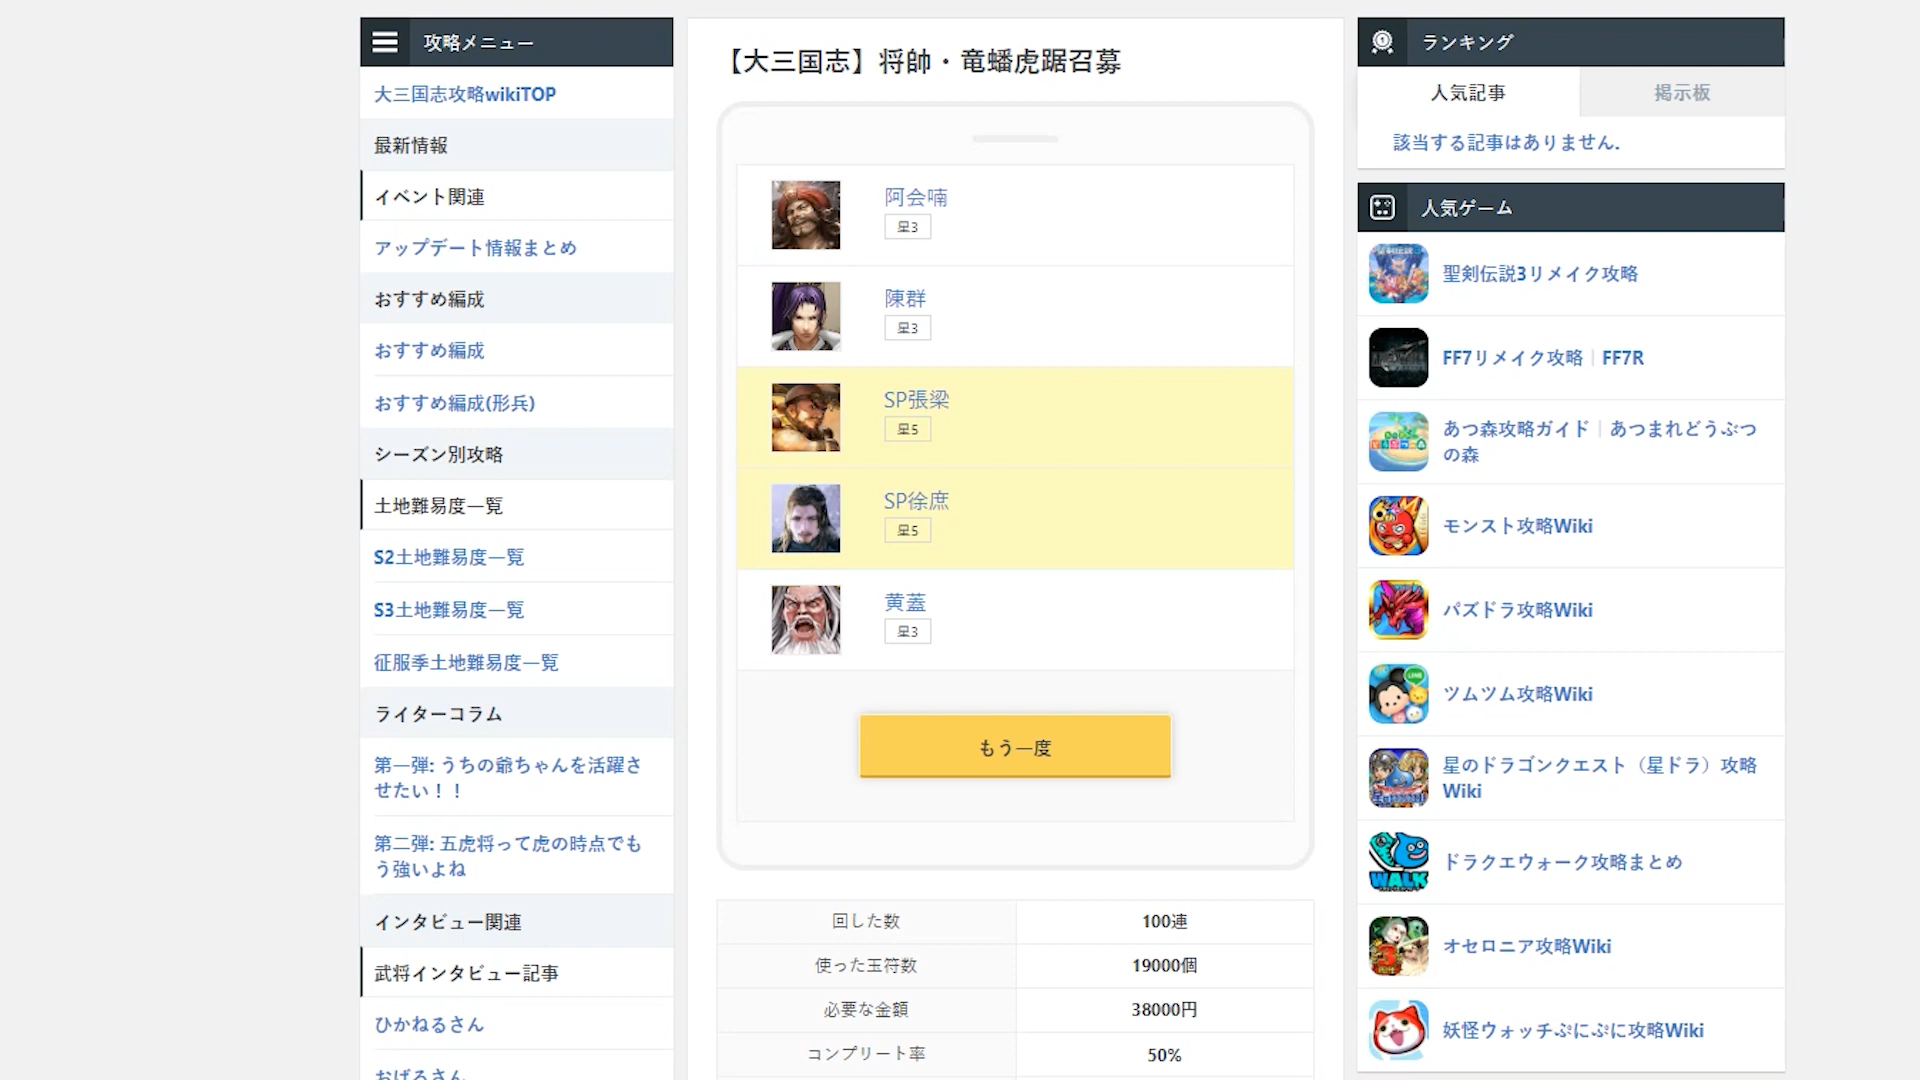 攻略メニュー
大三国志攻略wikiTOP
最新情報
イベント関連
アップデート情報まとめ
おすすめ編成
おすすめ編成
おすすめ編成(形兵)
シーズン別攻略
土地難易度一覧
S2土地難易度一覧
S3土地難易度一覧
征服季土地難易度一覧
ライターコラム
第一弾: うちの爺ちゃんを活躍さ
せたい！！
第二弾: 五虎将って虎の時点でも
う強いよね
インタビュー関連
武将インタビュー記事
ひかねるさん
おげるさん
【大三国志】将帥・竜蟠虎踞召募
阿会喃
星3
陳群
星3
SP張梁
星5
SP徐庶
星5
黄蓋
星3
もう一度
回した数 100連
使った玉符数 19000個
必要な金額 38000円
コンプリート率 50%
ランキング
人気記事 掲示板
該当する記事はありません.
人気ゲーム
聖剣伝説3リメイク攻略
FF7リメイク攻略｜FF7R
あつ森攻略ガイド｜あつまれどうぶつ
の森
モンスト攻略Wiki
パズドラ攻略Wiki
ツムツム攻略Wiki
星のドラゴンクエスト（星ドラ）攻略
Wiki
ドラクエウォーク攻略まとめ
オセロニア攻略Wiki
妖怪ウォッチぷにぷに攻略Wiki